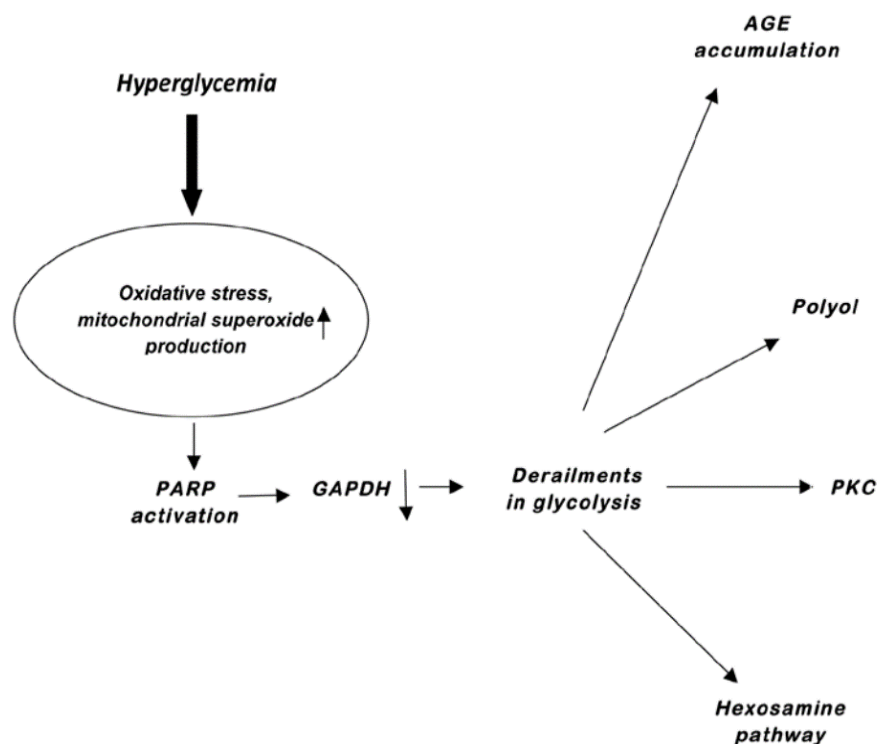 AGE
accumulation
Hyperglycemia
Oxidative stress,
mitochondrial superoxide
production
Polyol
PARP
activation
GAPDH
Derailments
in glycolysis
PKC
Hexosamine
pathway